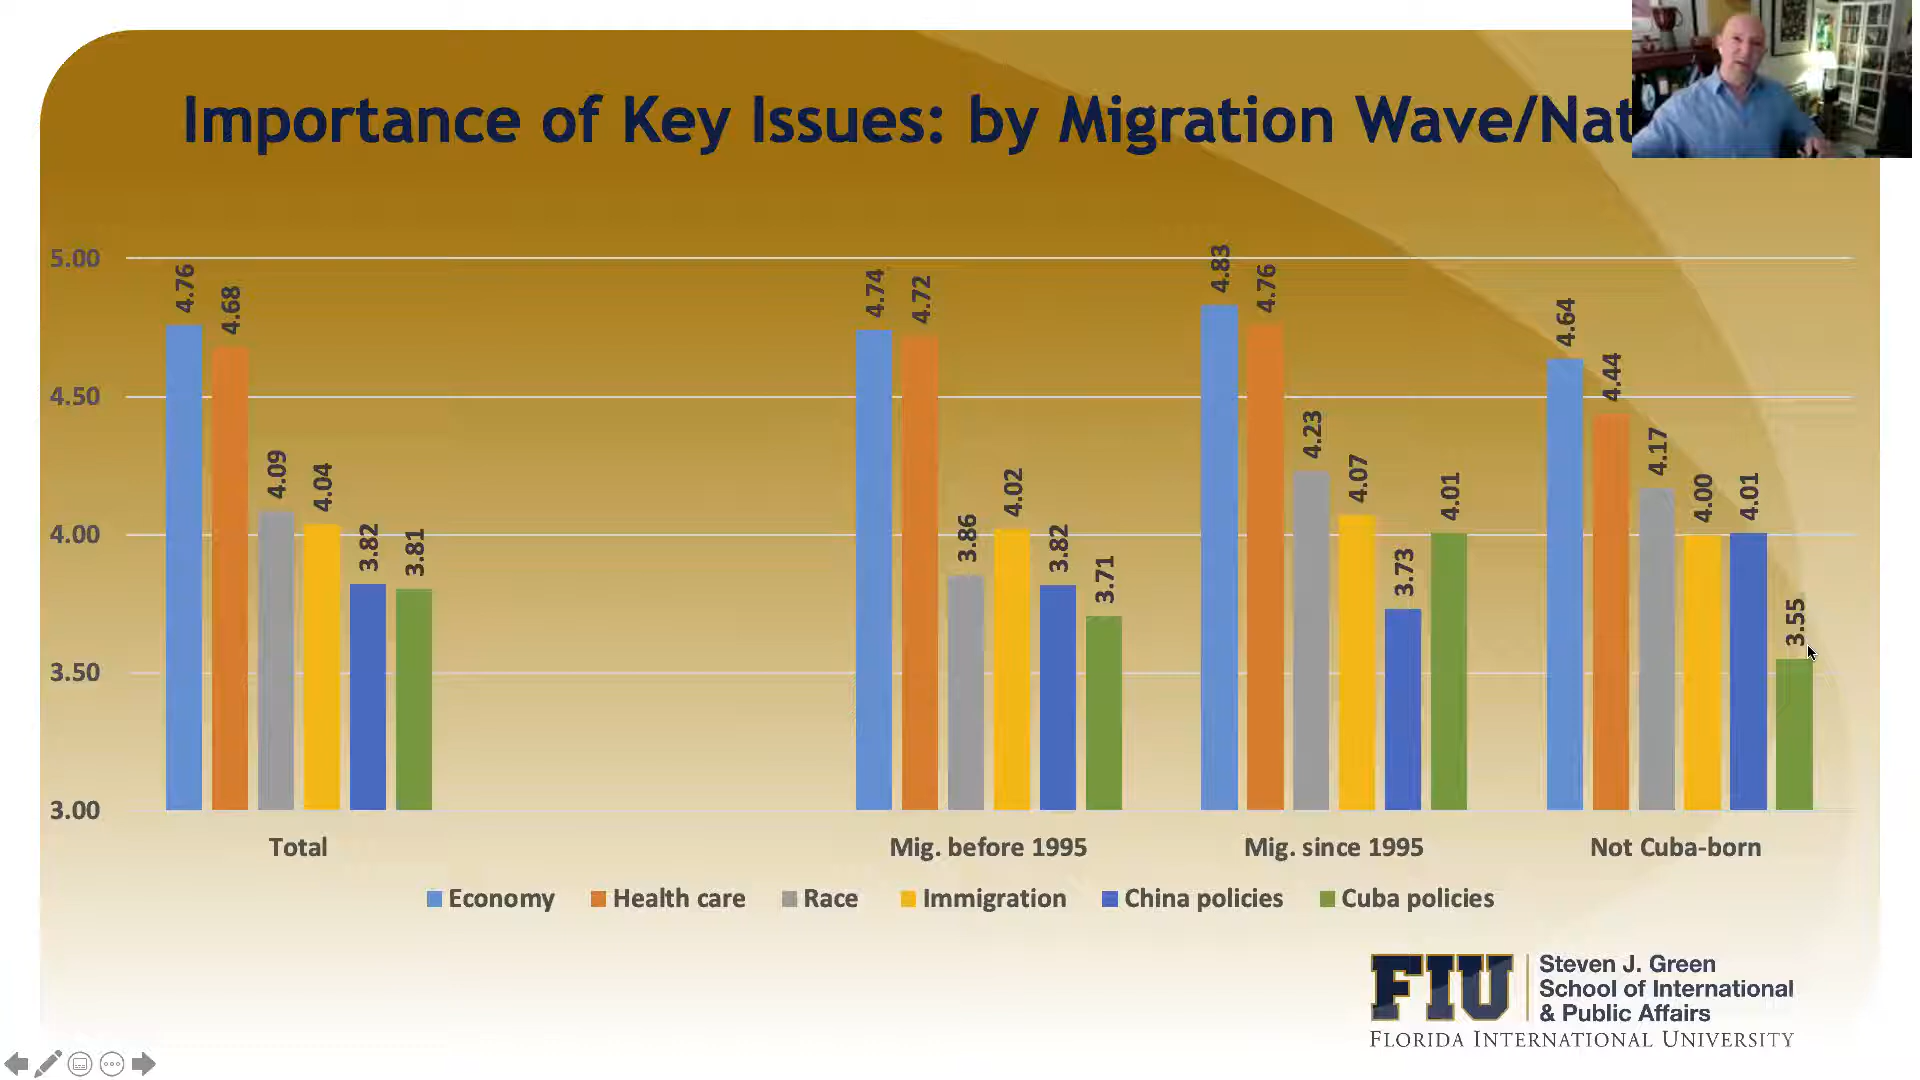 Importance of Key Issues: by Migration Wave/Nat
5.00
4.50
4.00
3.50
3.00
4.76
4.68
4.09
4.04
3.82
3.81
4.74
4.72
3.86
4.02
3.82
3.71
4.83
4.76
4.23
4.07
3.73
4.01
4.64
4.44
4.17
4.00
4.01
3.55
Total
Mig. before 1995
Mig. since 1995
Not Cuba-born
Economy
Health care
Race
Immigration
China policies
Cuba policies
FIU
Steven J. Green
School of International
& Public Affairs
FLORIDA INTERNATIONAL UNIVERSITY